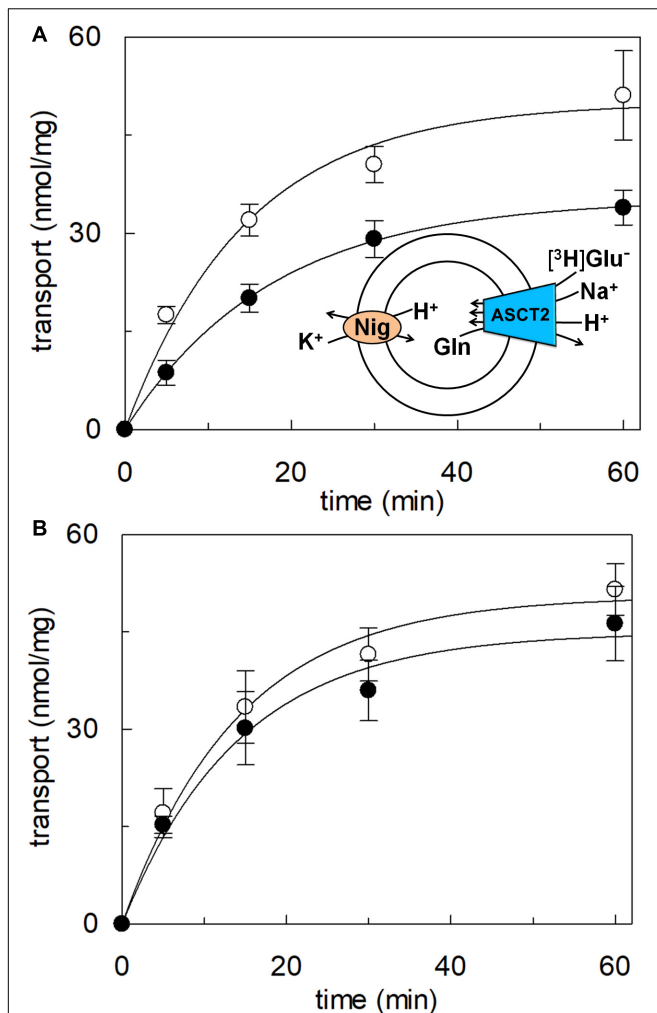 A
60
30
0
transport (nmol/mg)
[³H]Glu⁻
Na⁺
ASCT2
H⁺
H⁺
Nig
K⁺
Gln
0 20 40 60
time (min)
B
60
30
0
transport (nmol/mg)
0 20 40 60
time (min)